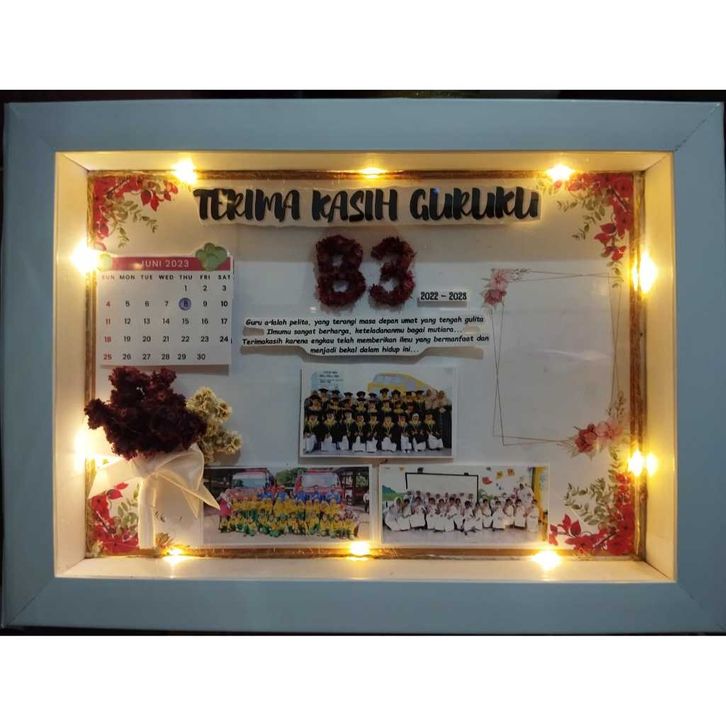 TERIMA KASIH GURUKU
B3
2022 - 2023
JUNI 2023
SUN MON TUE WED THU FRI SAT
1 2 3
4 5 6 7 8 9 10
11 12 13 14 15 16 17
18 19 20 21 22 23 24
25 26 27 28 29 30
Guru adalah pelita, yang terangi masa depan umat yang tengah gulita
Ilmumu sangat berharga, keteladananmu bagai mutiara...
Terimakasih karena engkau telah memberikan ilmu yang bermanfaat dan
menjadi bekal dalam hidup ini...